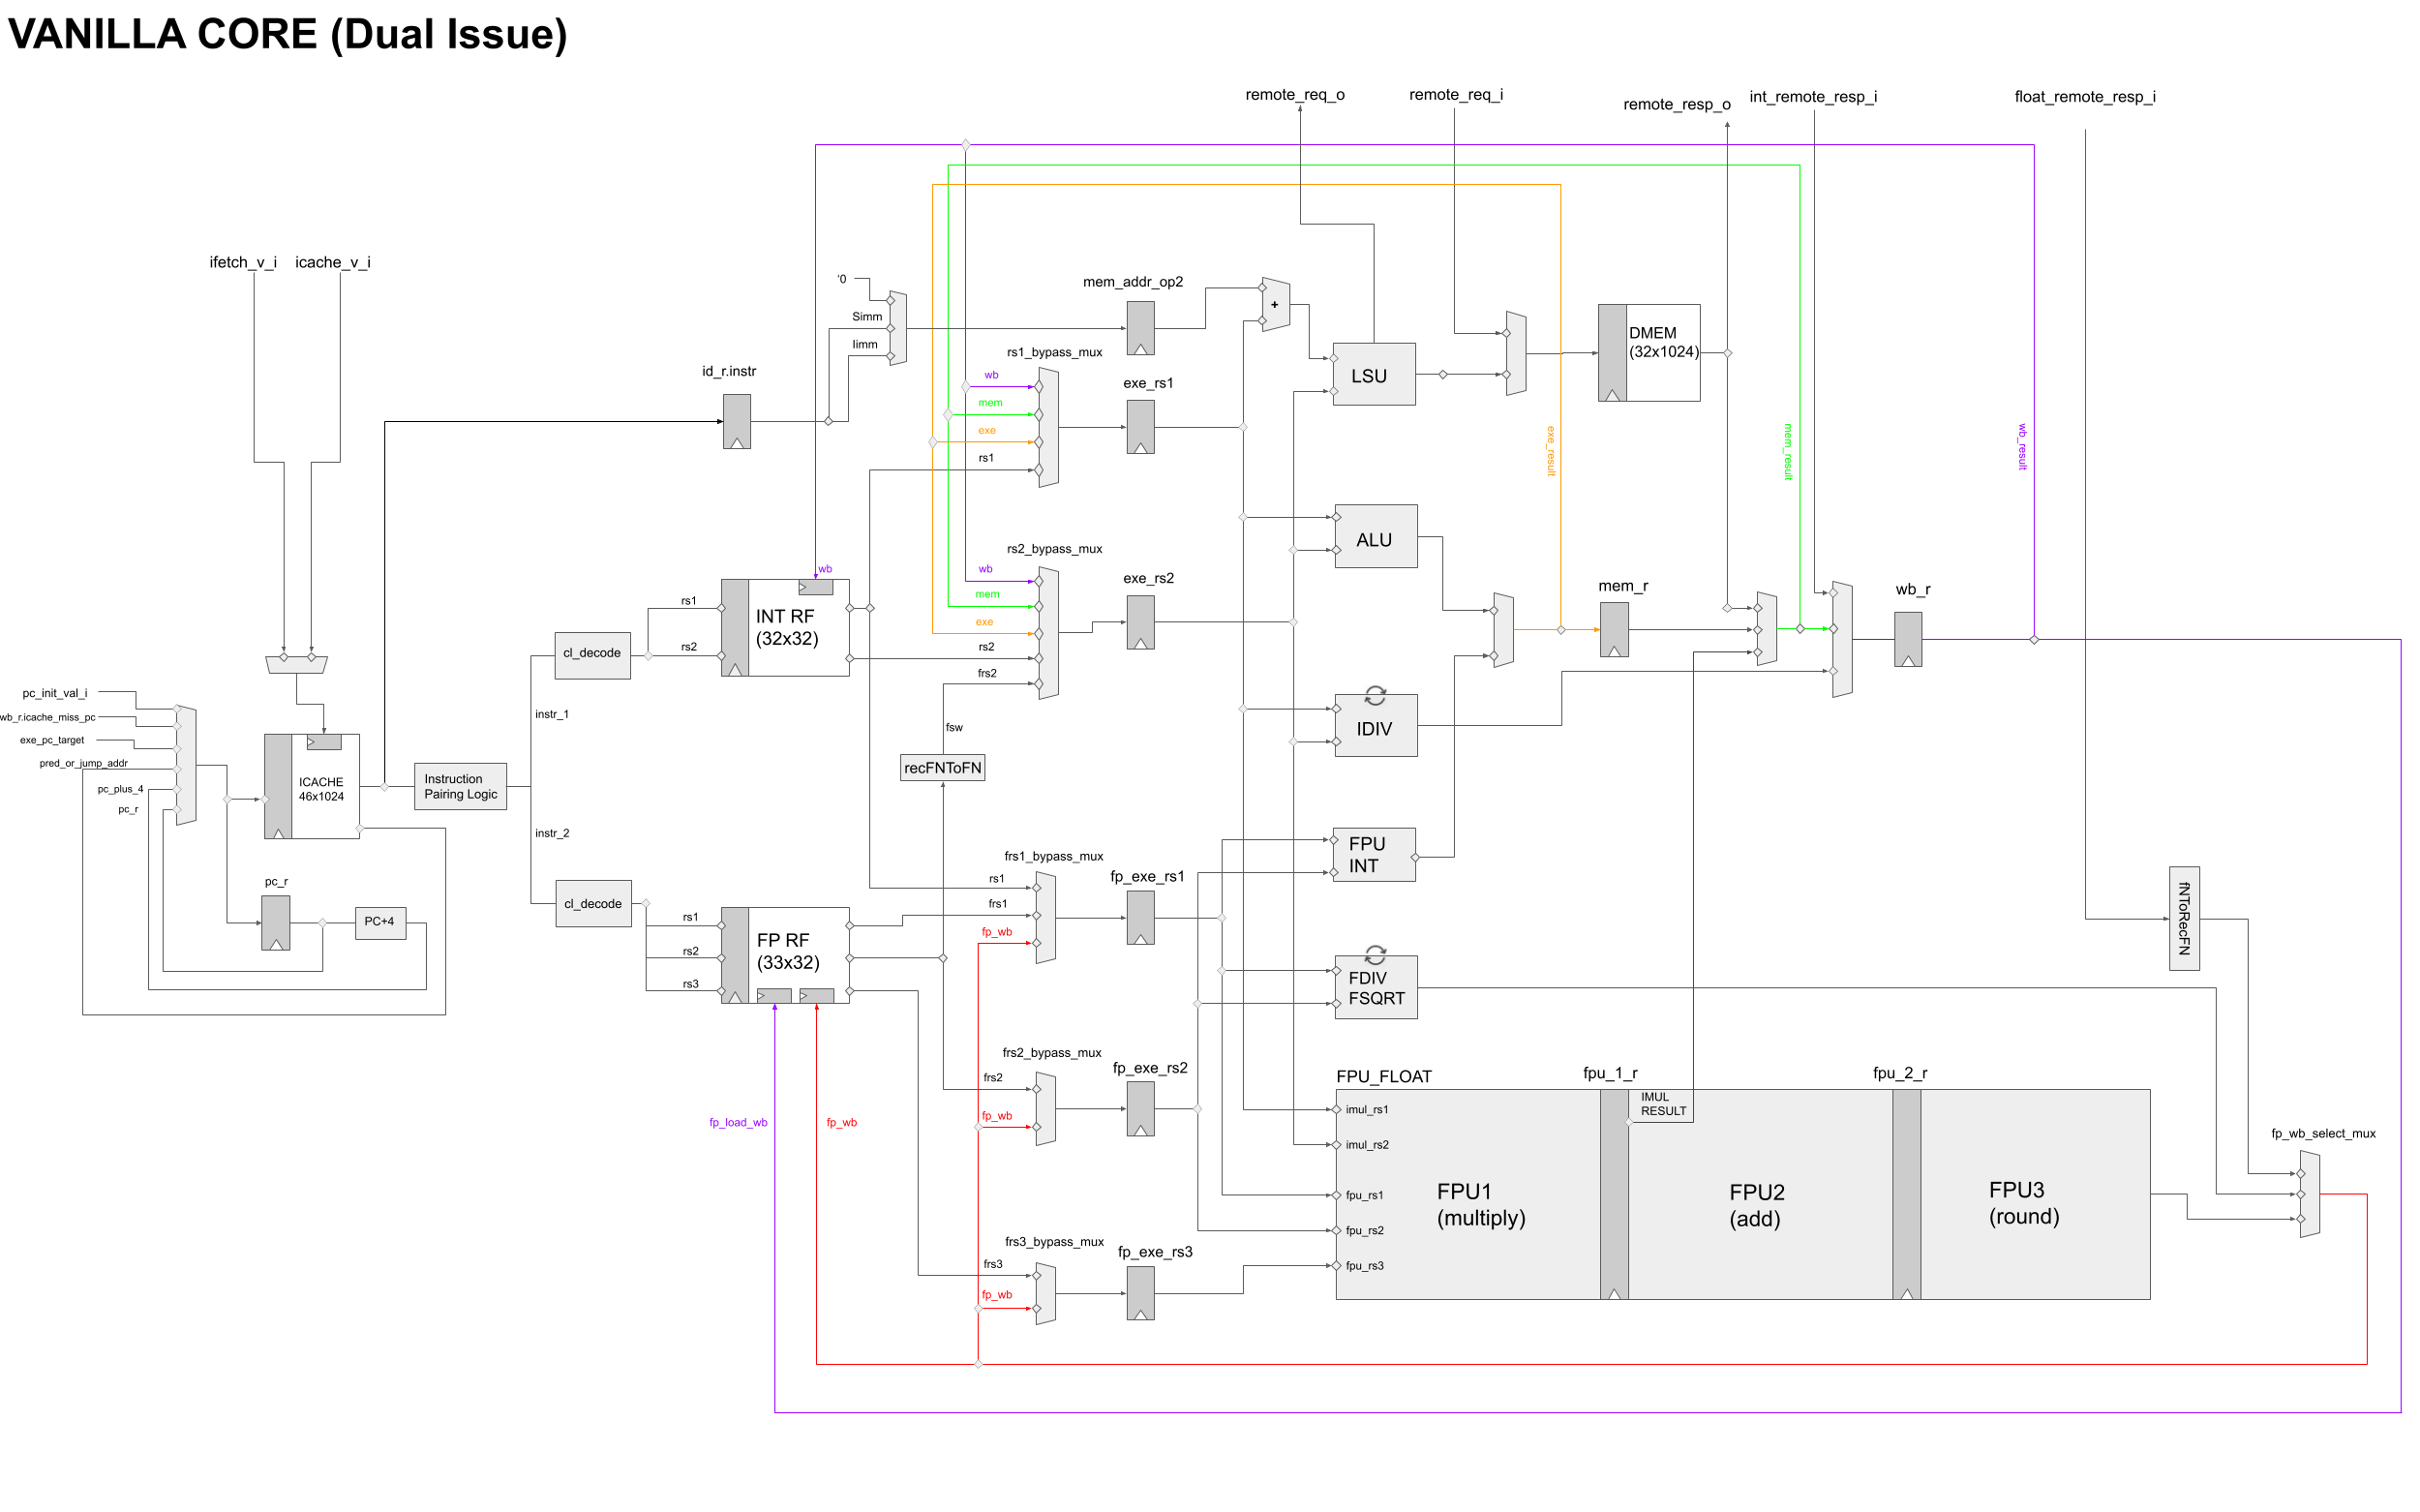 VANILLA CORE (Dual Issue)
remote_req_o
remote_req_i
remote_resp_o
int_remote_resp_i
float_remote_resp_i
ifetch_v_i
icache_v_i
'0
Simm
Iimm
mem_addr_op2
+
LSU
DMEM
(32x1024)
id_r.instr
rs1_bypass_mux
wb
mem
exe
rs1
exe_rs1
exe_result
mem_result
wb_result
ALU
rs2_bypass_mux
wb
mem
exe
rs2
frs2
exe_rs2
wb
rs1
rs2
INT RF
(32x32)
cl_decode
mem_r
wb_r
pc_init_val_i
wb_r.icache_miss_pc
exe_pc_target
pred_or_jump_addr
pc_plus_4
pc_r
ICACHE
46x1024
Instruction
Pairing Logic
instr_1
instr_2
fsw
recFNToFN
IDIV
pc_r
PC+4
cl_decode
rs1
rs2
rs3
FP RF
(33x32)
frs1_bypass_mux
rs1
frs1
fp_wb
fp_exe_rs1
FPU
INT
fNToRecFN
FDIV
FSQRT
frs2_bypass_mux
frs2
fp_wb
fp_exe_rs2
fp_load_wb
fp_wb
FPU_FLOAT
fpu_1_r
fpu_2_r
imul_rs1
imul_rs2
fpu_rs1
fpu_rs2
fpu_rs3
IMUL
RESULT
FPU1
(multiply)
FPU2
(add)
FPU3
(round)
fp_wb_select_mux
frs3_bypass_mux
frs3
fp_wb
fp_exe_rs3